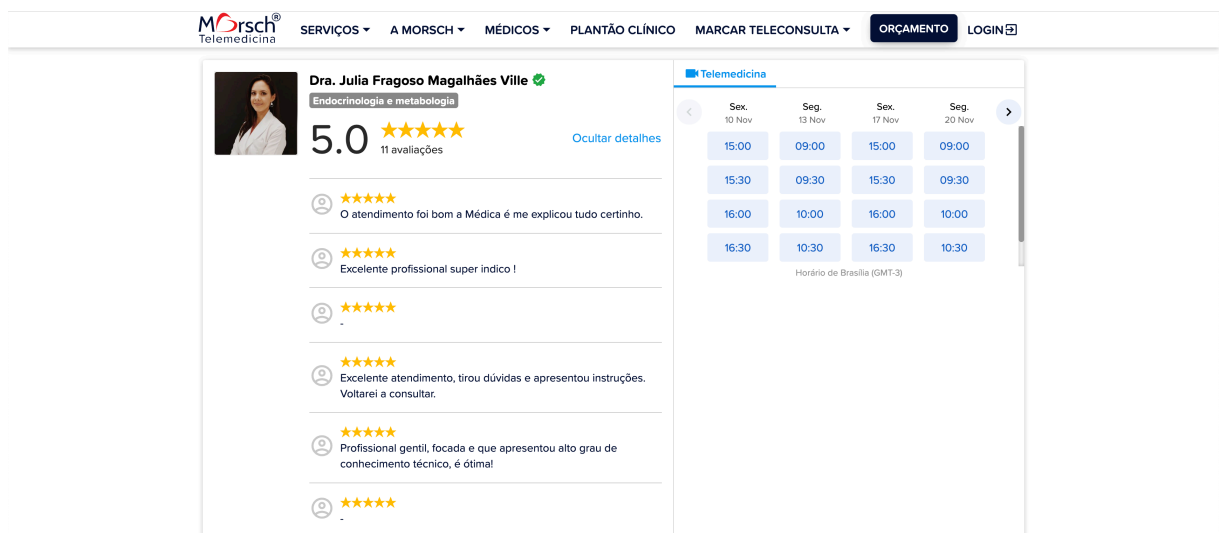 Morsch®
Telemedicina
SERVIÇOS
A MORSCH
MÉDICOS
PLANTÃO CLÍNICO
MARCAR TELECONSULTA
ORÇAMENTO
LOGIN
Dra. Julia Fragoso Magalhães Ville
Endocrinologia e metabologia
5.0
11 avaliações
Ocultar detalhes
O atendimento foi bom a Médica é me explicou tudo certinho.
Excelente profissional super indico !
-
Excelente atendimento, tirou dúvidas e apresentou instruções.
Voltarei a consultar.
Profissional gentil, focada e que apresentou alto grau de
conhecimento técnico, é ótima!
-
Telemedicina
Sex. Seg. Sex. Seg.
10 Nov 13 Nov 17 Nov 20 Nov
15:00 09:00 15:00 09:00
15:30 09:30 15:30 09:30
16:00 10:00 16:00 10:00
16:30 10:30 16:30 10:30
Horário de Brasília (GMT-3)